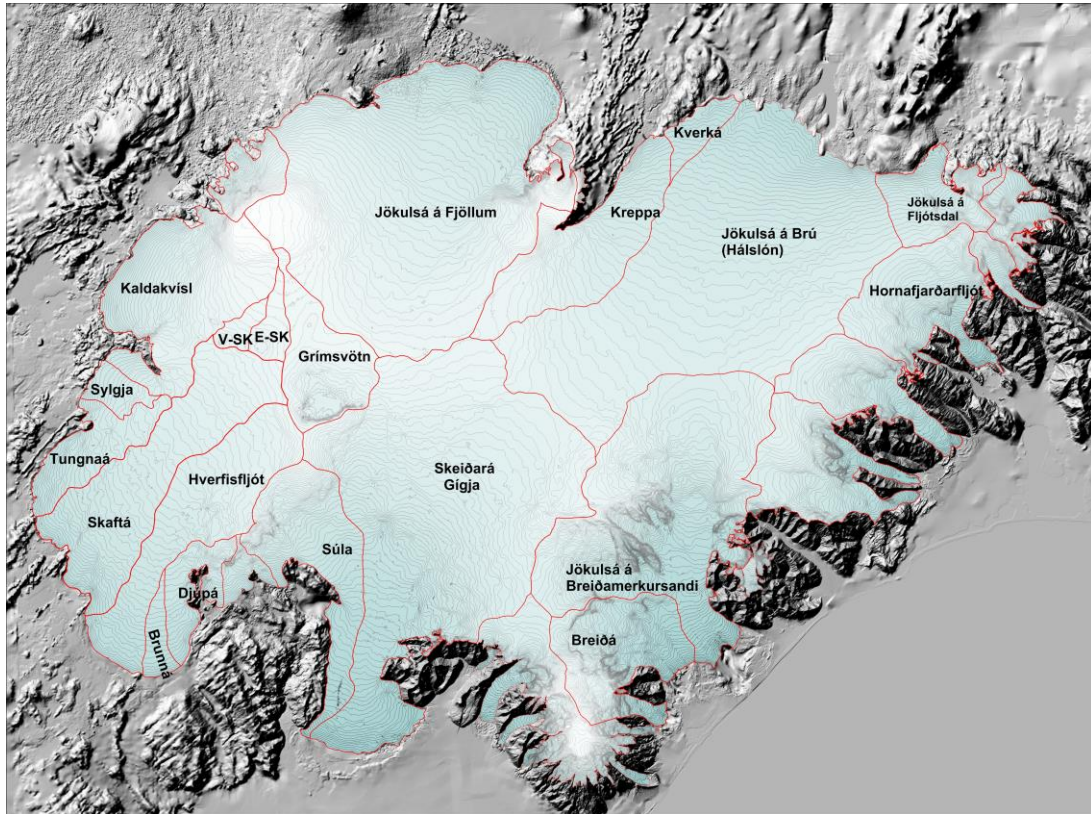 Kverká
Jökulsá á Fjöllum
Kreppa
Jökulsá á
Fljótsdal
Jökulsá á Brú
(Hálslón)
Kaldakvísl
Hornafjarðarfljót
V-SK
E-SK
Grímsvötn
Sylgja
Tungnaá
Skeiðará
Gígja
Hverfisfljót
Skaftá
Súla
Jökulsá á
Breiðamerkursandi
Djúpá
Breiðá
Brunná